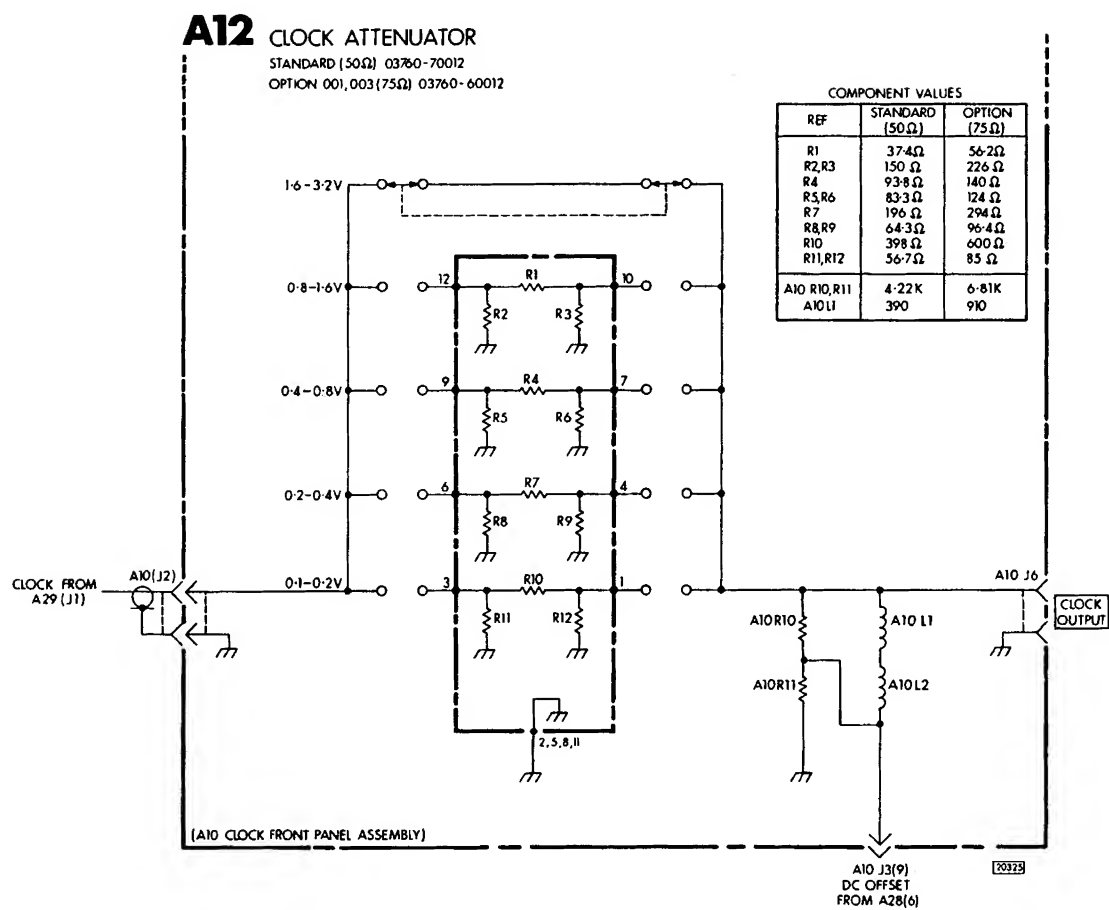 A12 CLOCK ATTENUATOR
STANDARD (50Ω) 03760-70012
OPTION 001,003 (75Ω) 03760-60012
COMPONENT VALUES
REF STANDARD (50Ω) OPTION (75Ω)
R1 37·4Ω 56·2Ω
R2,R3 150 Ω 226 Ω
R4 93·8Ω 140 Ω
R5,R6 83·3Ω 124 Ω
R7 196 Ω 294 Ω
R8,R9 64·3Ω 96·4Ω
R10 398 Ω 600 Ω
R11,R12 56·7Ω 85 Ω
A10 R10,R11 4·22K 6·81K
A10 L1 390 910
1·6-3·2V
0·8-1·6V
12
R1
10
R2
R3
0·4-0·8V
9
R4
7
R5
R6
0·2-0·4V
6
R7
4
R8
R9
CLOCK FROM
A29 (J1)
A10(J2)
0·1-0·2V
3
R10
1
R11
R12
A10 J6
CLOCK
OUTPUT
A10R10
A10 L1
A10R11
A10 L2
2,5,8,11
(A10 CLOCK FRONT PANEL ASSEMBLY)
A10 J3(9)
DC OFFSET
FROM A28(6)
20325